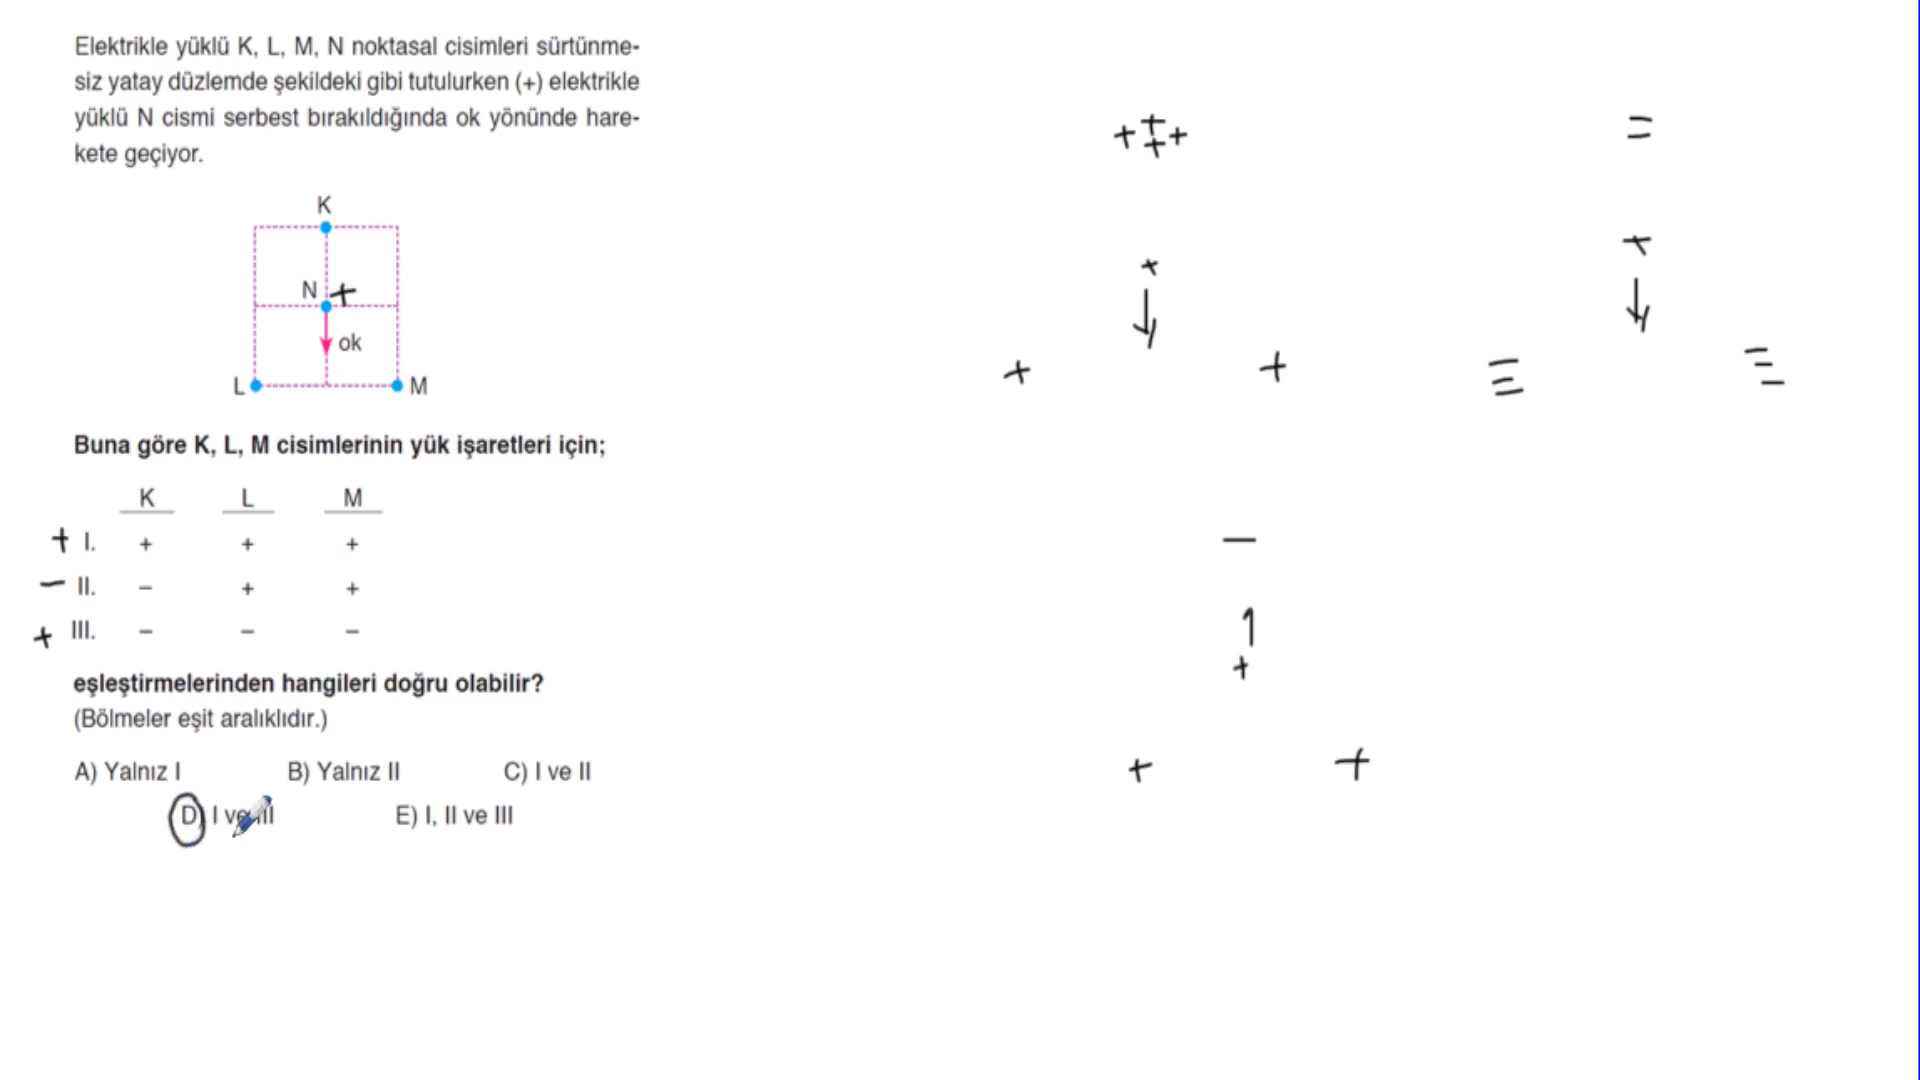 Elektrikle yüklü K, L, M, N noktasal cisimleri sürtünme-
siz yatay düzlemde şekildeki gibi tutulurken (+) elektrikle
yüklü N cismi serbest bırakıldığında ok yönünde hare-
kete geçiyor.
K
N +
ok
L M
Buna göre K, L, M cisimlerinin yük işaretleri için;
K L M
+ I. + + +
– II. – + +
+ III. – – –
eşleştirmelerinden hangileri doğru olabilir?
(Bölmeler eşit aralıklıdır.)
A) Yalnız I B) Yalnız II C) I ve II
D) I ve III E) I, II ve III
+ + + + =
+ +
+ + ≡ ≡
–
+
+ +